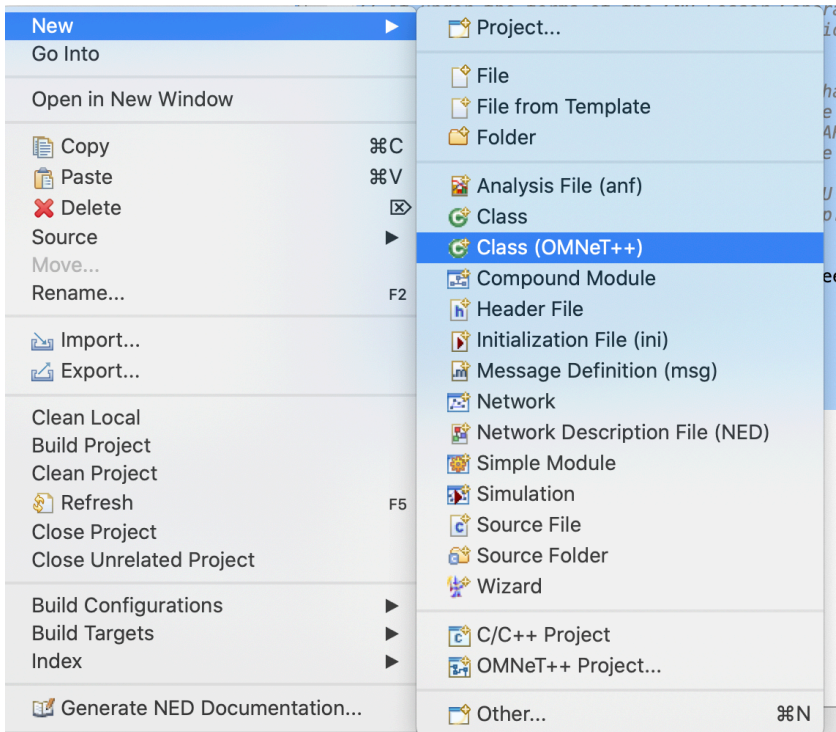 New
Go Into
Open in New Window
Copy ⌘C
Paste ⌘V
Delete ⌦
Source
Move...
Rename... F2
Import...
Export...
Clean Local
Build Project
Clean Project
Refresh F5
Close Project
Close Unrelated Project
Build Configurations
Build Targets
Index
Generate NED Documentation...
Project...
File
File from Template
Folder
Analysis File (anf)
Class
Class (OMNeT++)
Compound Module
Header File
Initialization File (ini)
Message Definition (msg)
Network
Network Description File (NED)
Simple Module
Simulation
Source File
Source Folder
Wizard
C/C++ Project
OMNeT++ Project...
Other... ⌘N